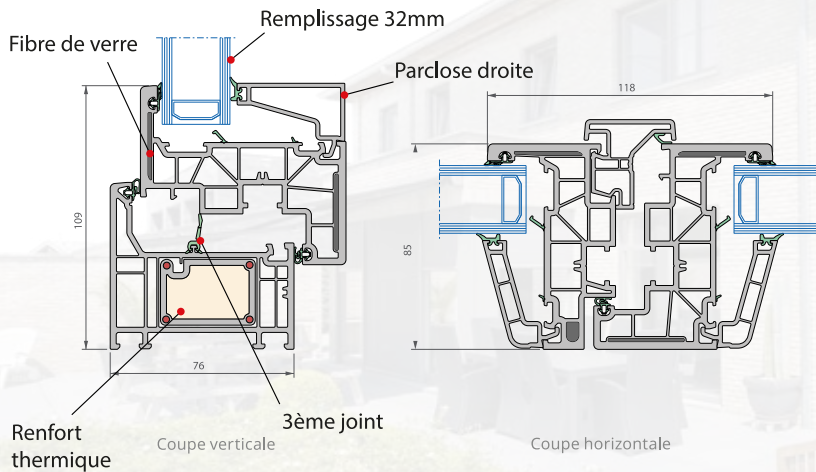 Remplissage 32mm
Fibre de verre
Parclose droite
118
109
85
76
3ème joint
Renfort
thermique
Coupe verticale
Coupe horizontale